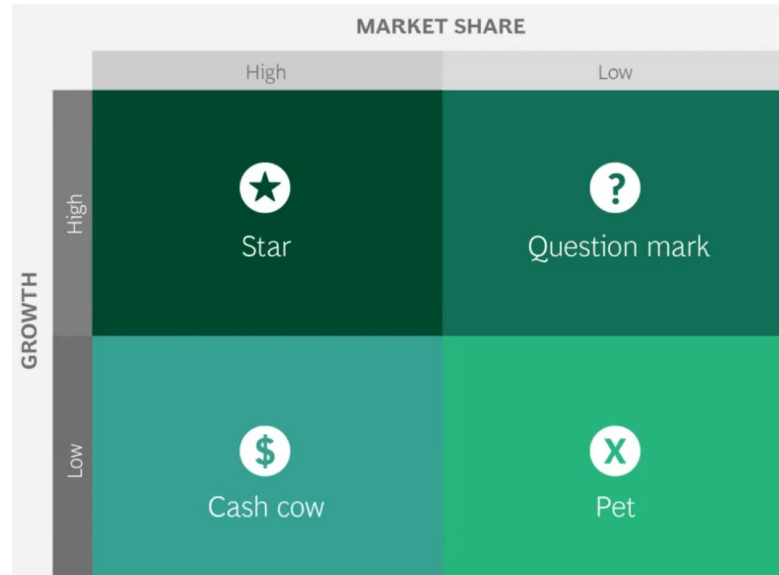 MARKET SHARE
High Low
GROWTH
High
Star
?
Question mark
Low
$
Cash cow
X
Pet